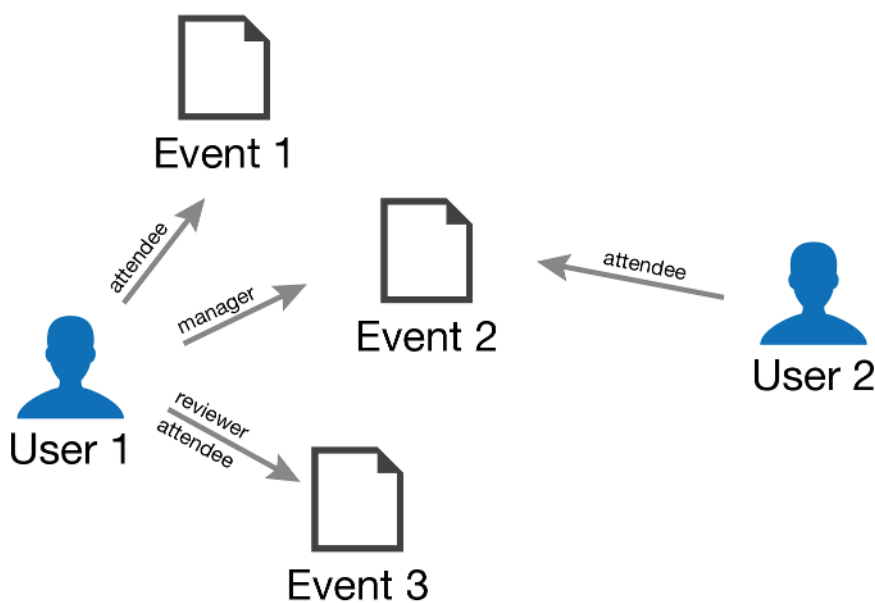 Event 1
attendee
manager
Event 2
attendee
User 2
User 1
reviewer
attendee
Event 3